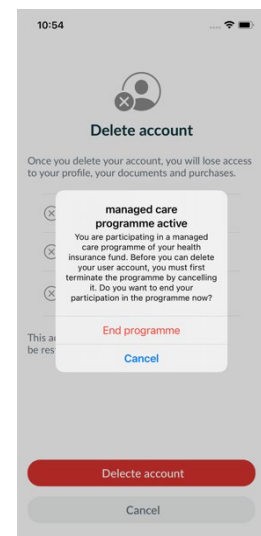 10:54
Delete account
Once you delete your account, you will lose access
to your profile, your documents and purchases.
managed care
programme active
You are participating in a managed
care programme of your health
insurance fund. Before you can delete
your user account, you must first
terminate the programme by cancelling
it. Do you want to end your
participation in the programme now?
End programme
Cancel
This
be
Delecte account
Cancel